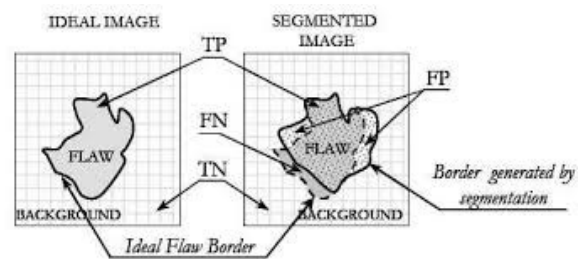 IDEAL IMAGE
SEGMENTED
IMAGE
TP
FP
FN
FLAW
FLAW
TN
BACKGROUND
BACKGROUND
Border generated by
segmentation
Ideal Flaw Border